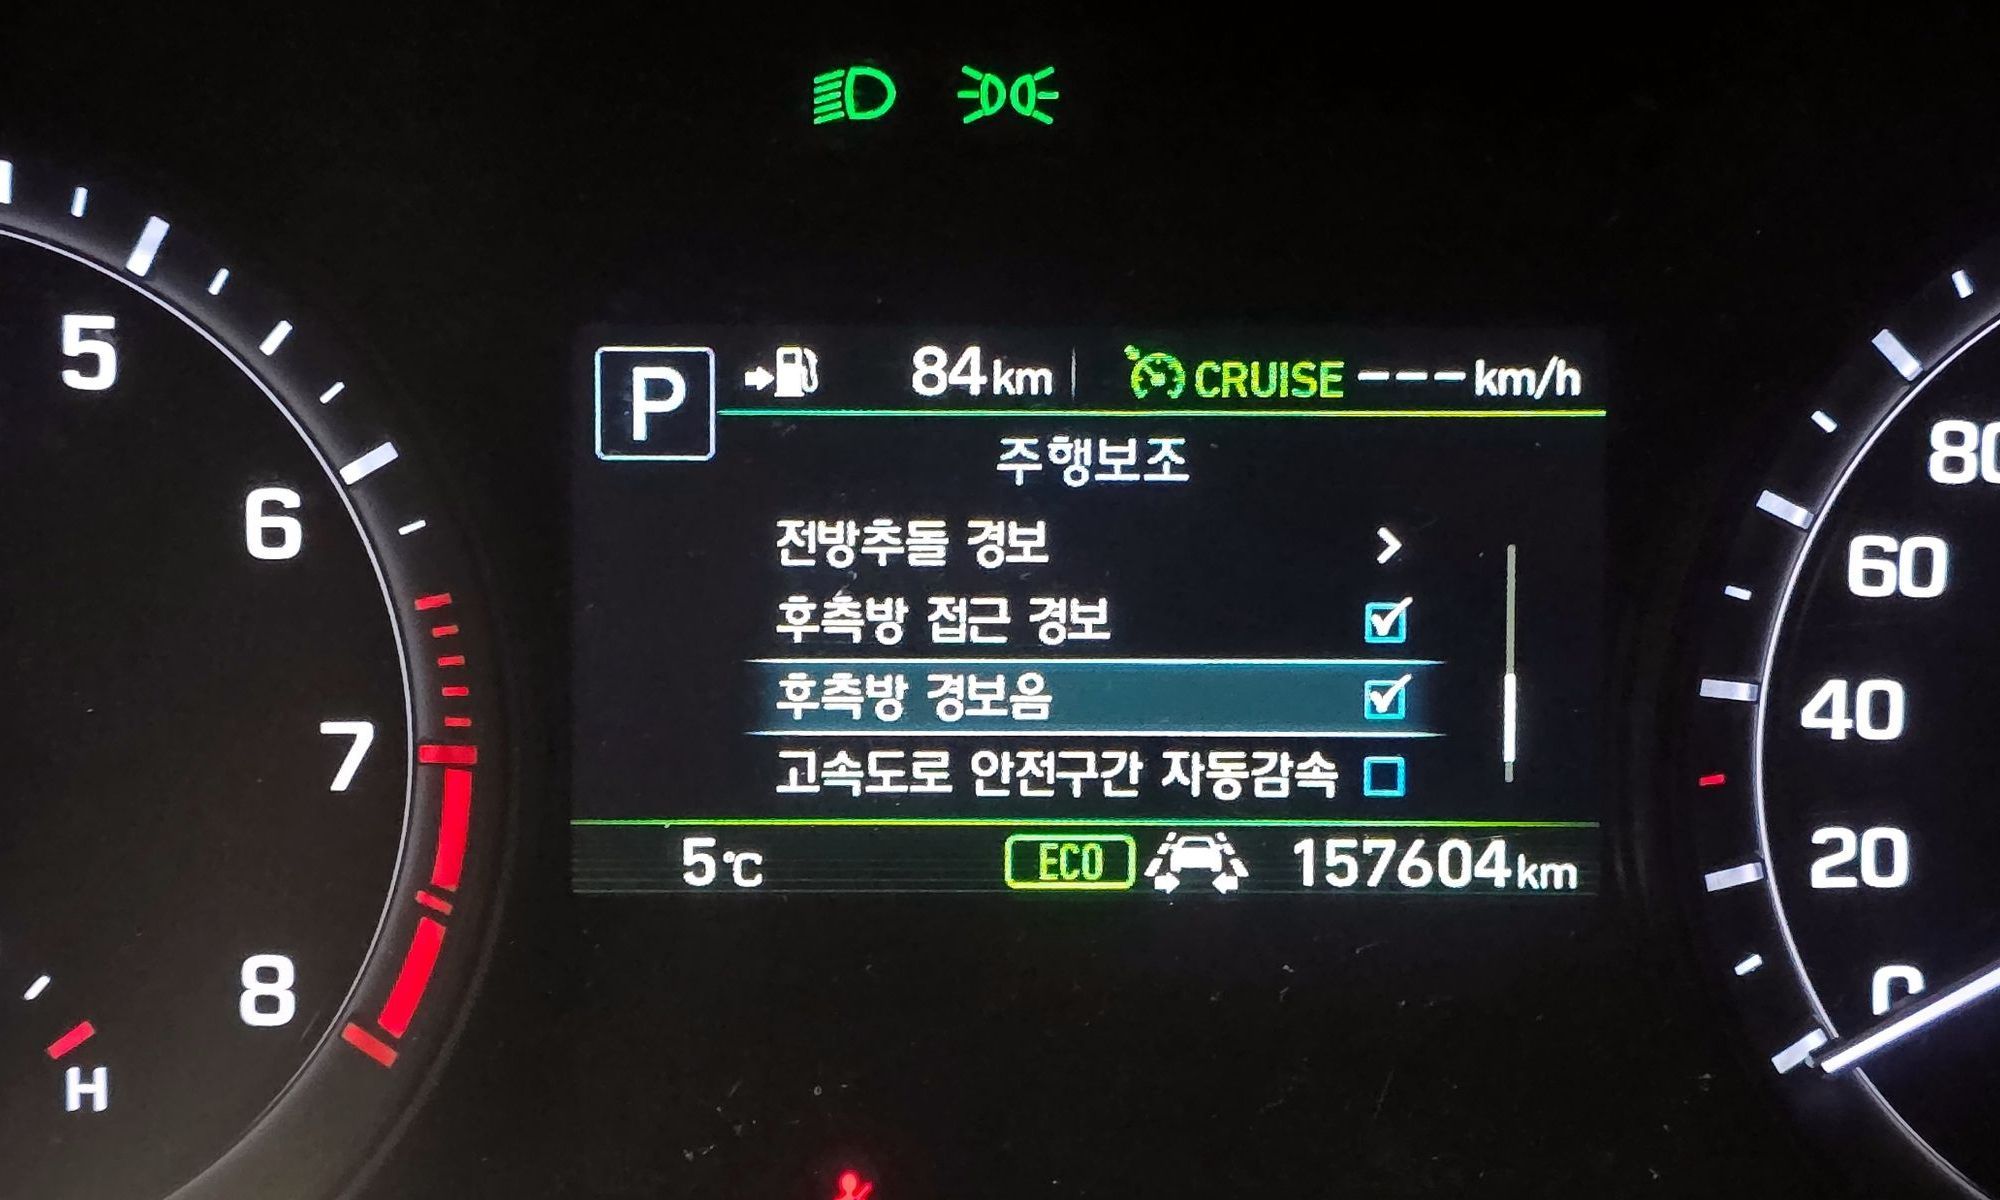 P 84km CRUISE ---km/h
주행보조
전방추돌 경보
후측방 접근 경보
후측방 경보음
고속도로 안전구간 자동감속
5℃ ECO 157604km
5
6
7
8
H
80
60
40
20
0